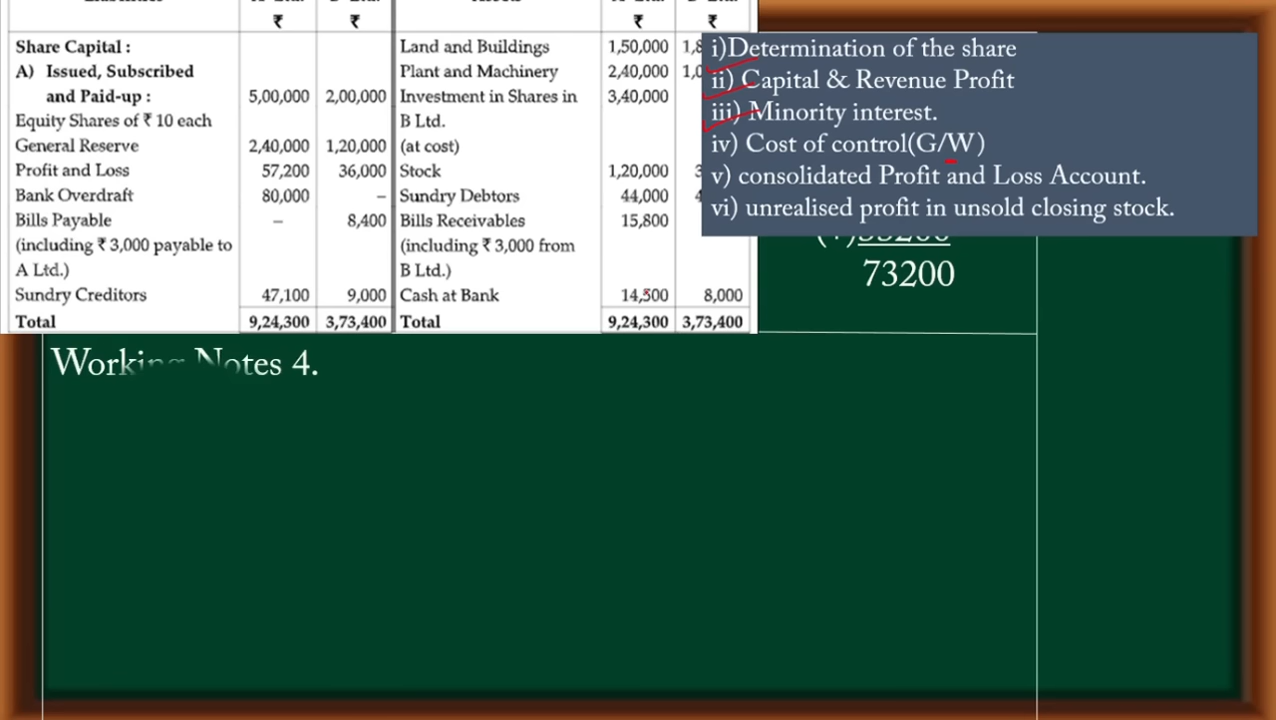 ₹ ₹ ₹ ₹
Share Capital : Land and Buildings 1,50,000 1,8
A) Issued, Subscribed Plant and Machinery 2,40,000 1,0
and Paid-up : 5,00,000 2,00,000 Investment in Shares in 3,40,000
Equity Shares of ₹ 10 each B Ltd.
General Reserve 2,40,000 1,20,000 (at cost)
Profit and Loss 57,200 36,000 Stock 1,20,000
Bank Overdraft 80,000 – Sundry Debtors 44,000
Bills Payable – 8,400 Bills Receivables 15,800
(including ₹ 3,000 payable to (including ₹ 3,000 from
A Ltd.) B Ltd.)
Sundry Creditors 47,100 9,000 Cash at Bank 14,500 8,000
Total 9,24,300 3,73,400 Total 9,24,300 3,73,400
i)Determination of the share
ii) Capital & Revenue Profit
iii) Minority interest.
iv) Cost of control(G/W)
v) consolidated Profit and Loss Account.
vi) unrealised profit in unsold closing stock.
73200
Working Notes 4.